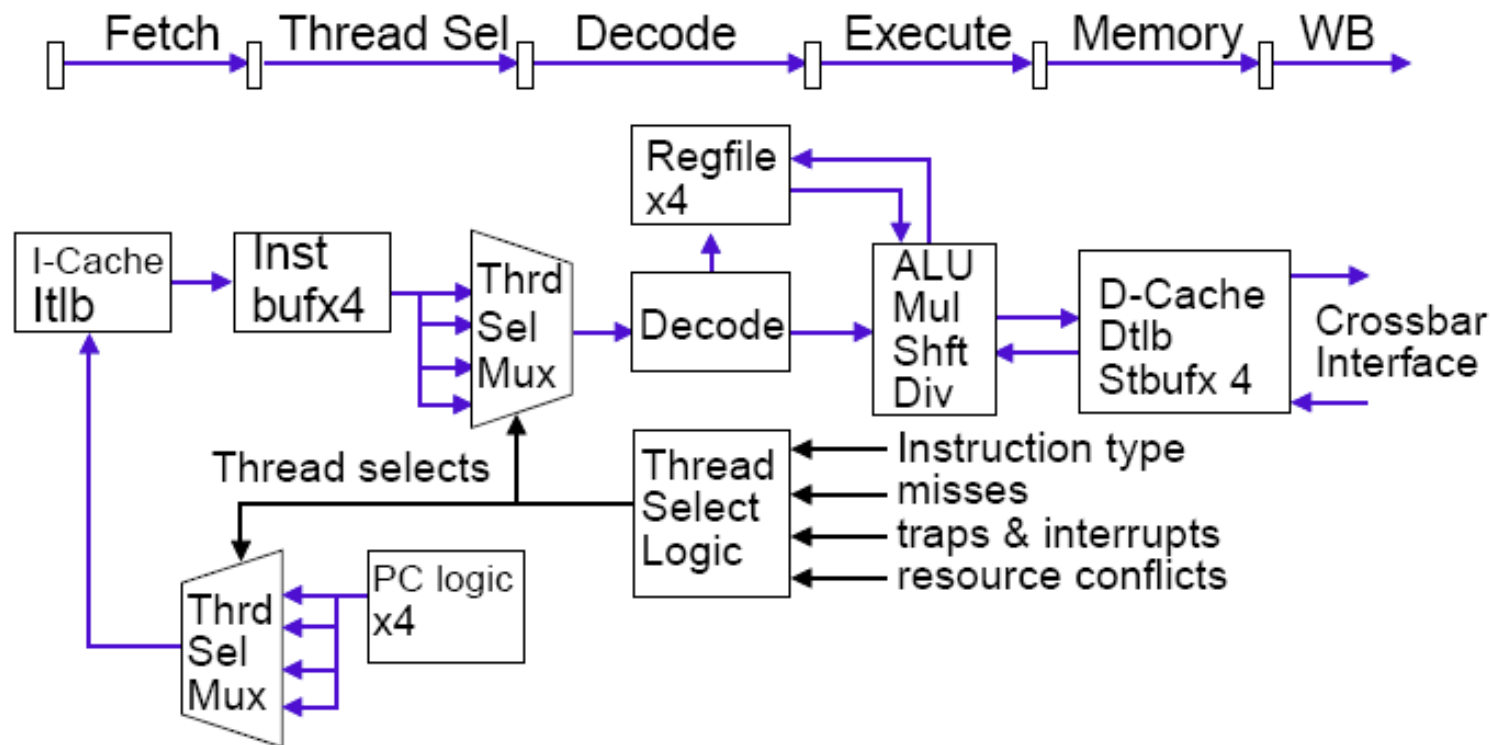 Fetch
Thread Sel
Decode
Execute
Memory
WB
Regfile
x4
I-Cache
Itlb
Inst
bufx4
Thrd
Sel
Mux
Decode
ALU
Mul
Shft
Div
D-Cache
Dtlb
Stbufx 4
Crossbar
Interface
Thread selects
Thread
Select
Logic
Instruction type
misses
traps & interrupts
resource conflicts
Thrd
Sel
Mux
PC logic
x4